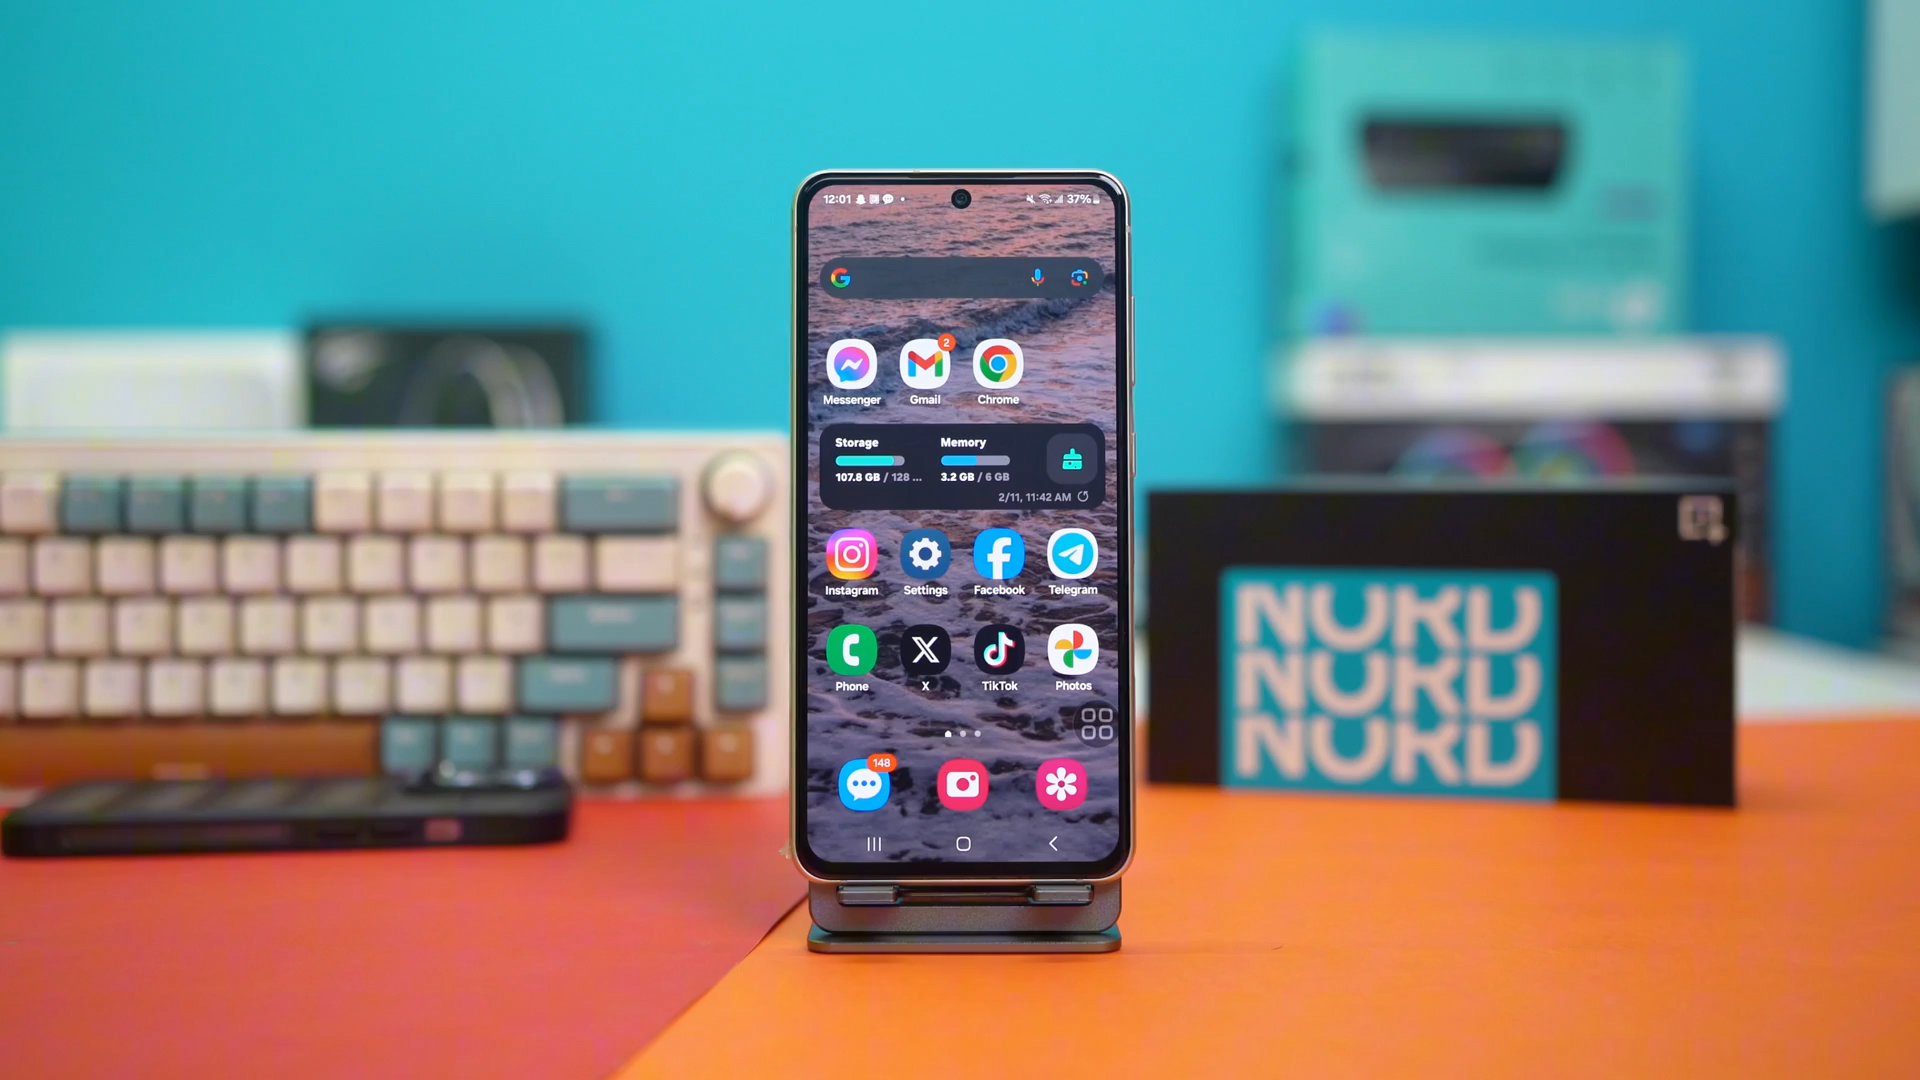 12:01
37%
2
Messenger Gmail Chrome
Storage Memory
107.8 GB / 128 ... 3.2 GB / 6 GB
2/11, 11:42 AM
Instagram Settings Facebook Telegram
Phone X TikTok Photos
148
NORD
NORD
NORD